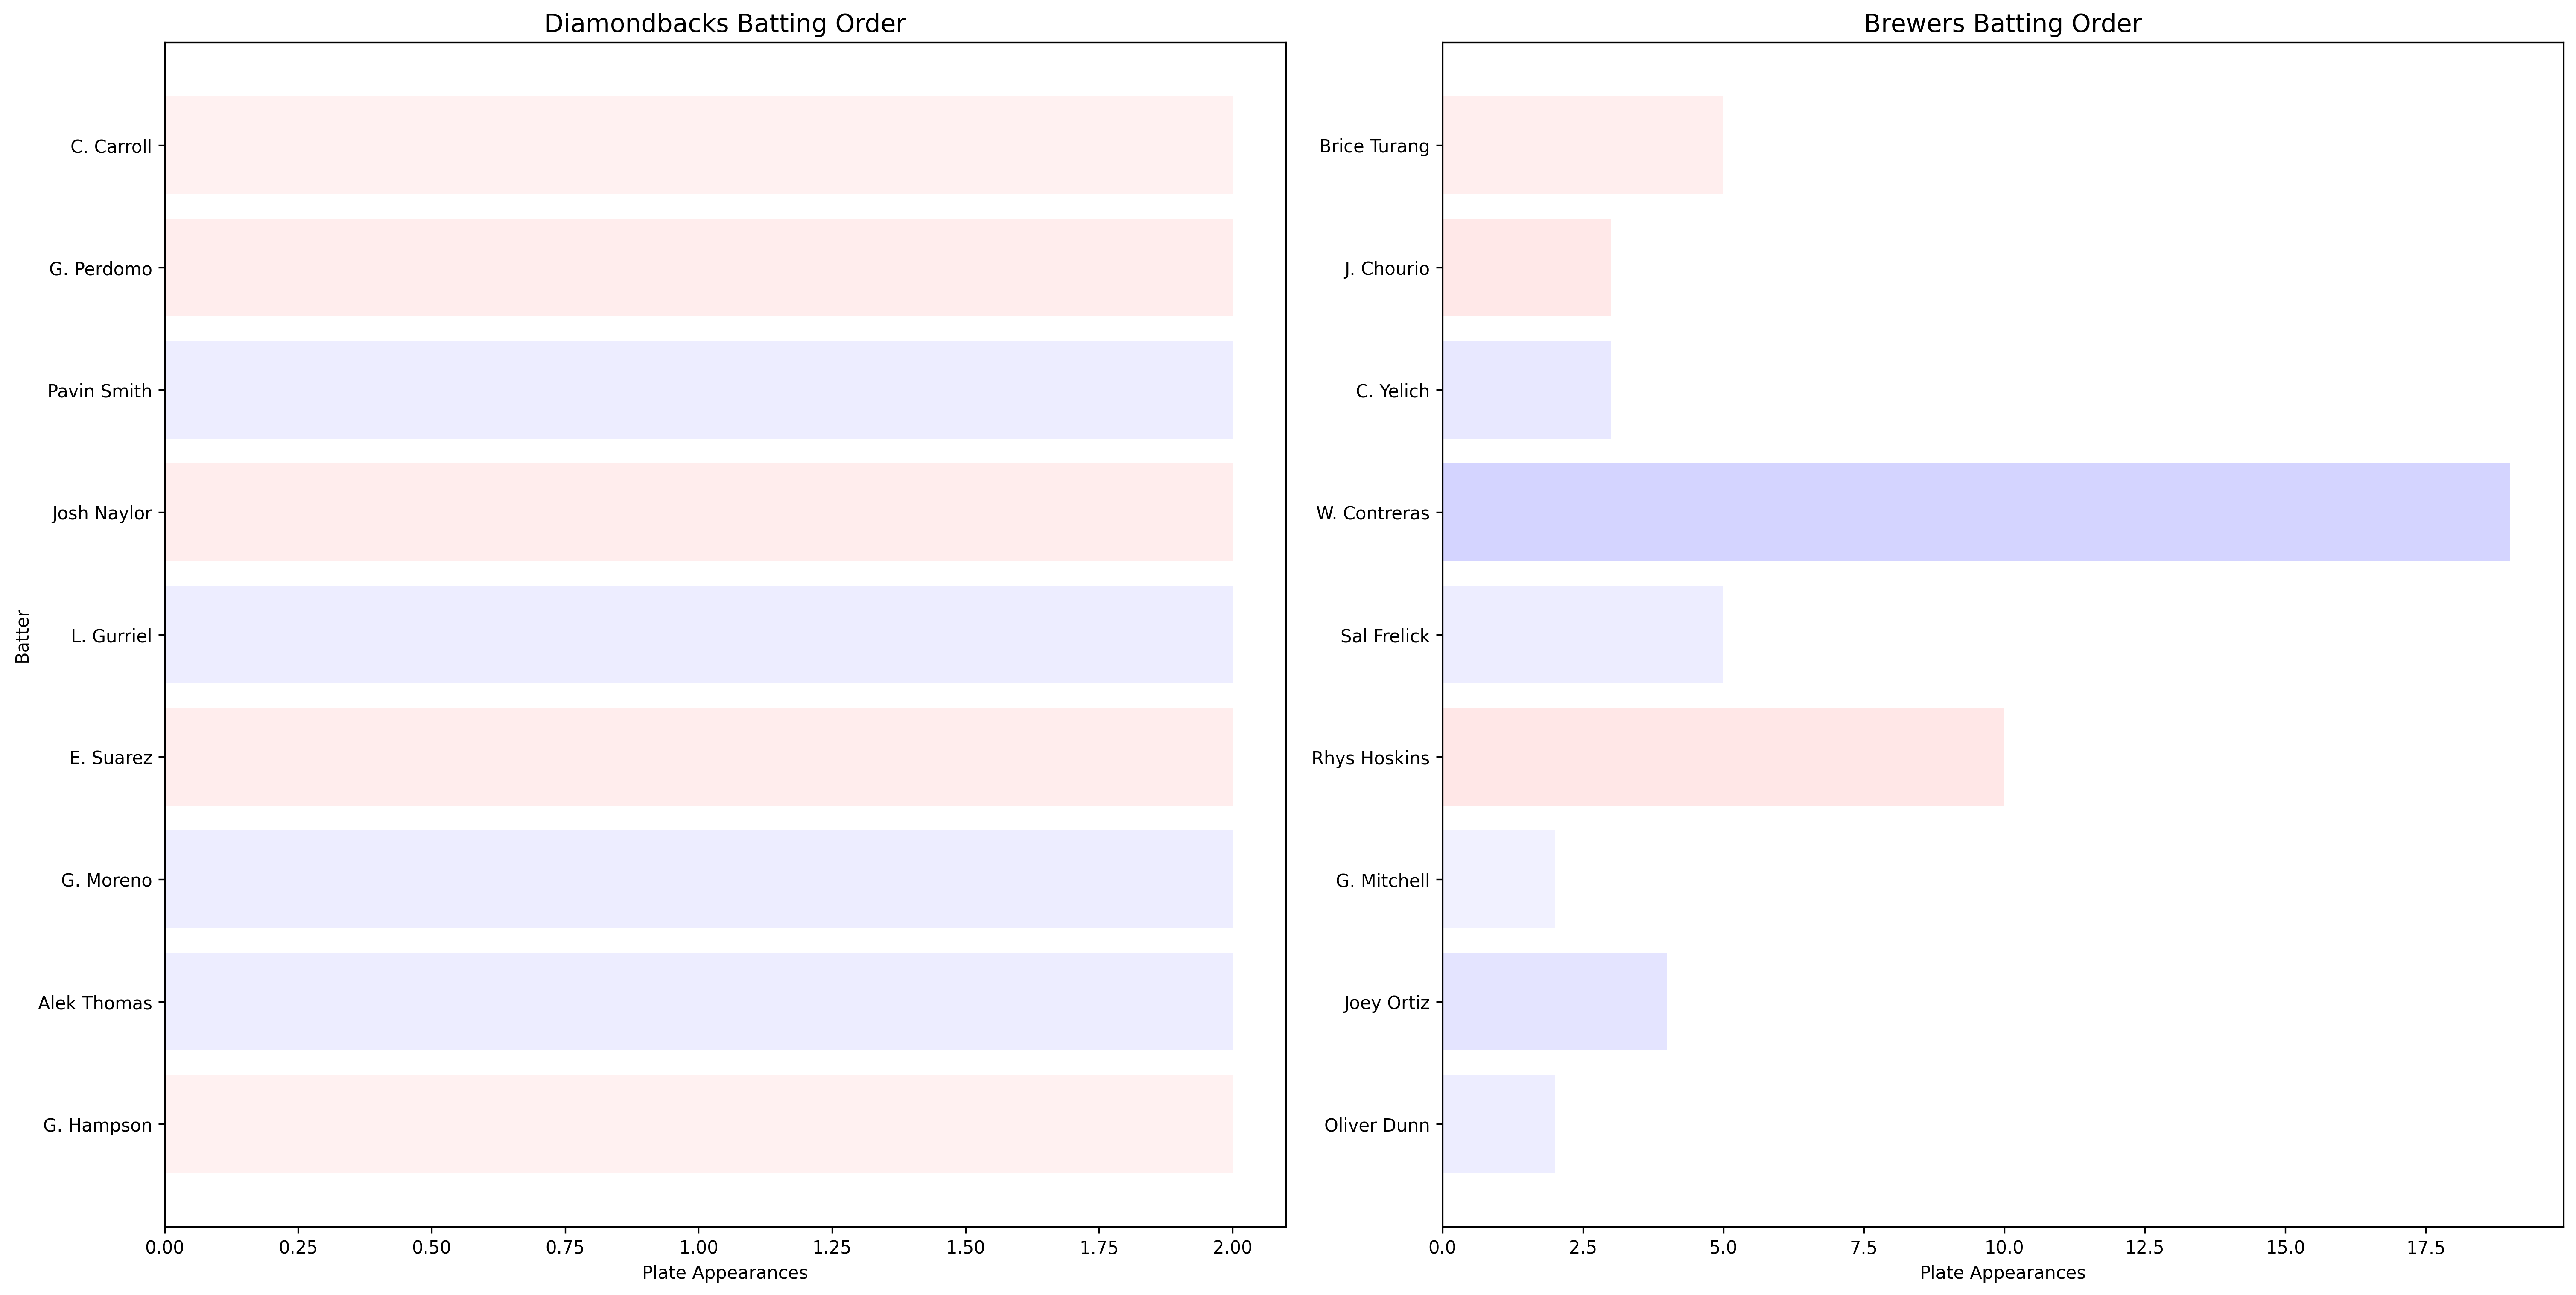 Diamondbacks Batting Order
Batter
C. Carroll
G. Perdomo
Pavin Smith
Josh Naylor
L. Gurriel
E. Suarez
G. Moreno
Alek Thomas
G. Hampson
0.00 0.25 0.50 0.75 1.00 1.25 1.50 1.75 2.00
Plate Appearances
Brewers Batting Order
Brice Turang
J. Chourio
C. Yelich
W. Contreras
Sal Frelick
Rhys Hoskins
G. Mitchell
Joey Ortiz
Oliver Dunn
0.0 2.5 5.0 7.5 10.0 12.5 15.0 17.5
Plate Appearances